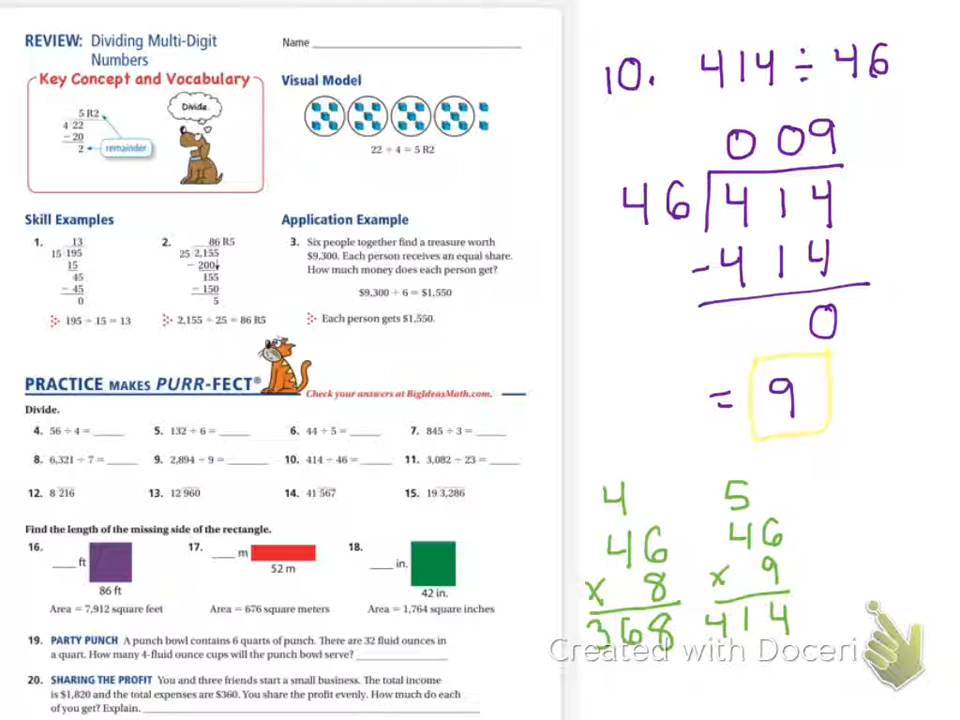 REVIEW: Dividing Multi-Digit
Numbers
Name
Key Concept and Vocabulary
5 R2
4 22
− 20
2
remainder
Divide.
Visual Model
22 ÷ 4 = 5 R2
Skill Examples
1.
13
15 195
15
45
− 45
0
195 ÷ 15 = 13
2.
86 R5
25 2,155
− 200
155
− 150
5
2,155 ÷ 25 = 86 R5
Application Example
3. Six people together find a treasure worth
$9,300. Each person receives an equal share.
How much money does each person get?
$9,300 ÷ 6 = $1,550
Each person gets $1,550.
PRACTICE MAKES PURR-FECT®
Check your answers at BigIdeasMath.com.
Divide.
4. 56 ÷ 4 = 5. 132 ÷ 6 = 6. 44 ÷ 5 = 7. 845 ÷ 3 =
8. 6,321 ÷ 7 = 9. 2,894 ÷ 9 = 10. 414 ÷ 46 = 11. 3,082 ÷ 23 =
12. 8 216 13. 12 960 14. 41 567 15. 19 3,286
Find the length of the missing side of the rectangle.
16. ft
86 ft
Area = 7,912 square feet
17. m
52 m
Area = 676 square meters
18. in.
42 in.
Area = 1,764 square inches
19. PARTY PUNCH A punch bowl contains 6 quarts of punch. There are 32 fluid ounces in
a quart. How many 4-fluid ounce cups will the punch bowl serve?
20. SHARING THE PROFIT You and three friends start a small business. The total income
is $1,820 and the total expenses are $360. You share the profit evenly. How much do each
of you get? Explain.
10. 414 ÷ 46
009
46 414
-414
0
= 9
4
46
x 8
368
5
46
x 9
414
Created with Doceri